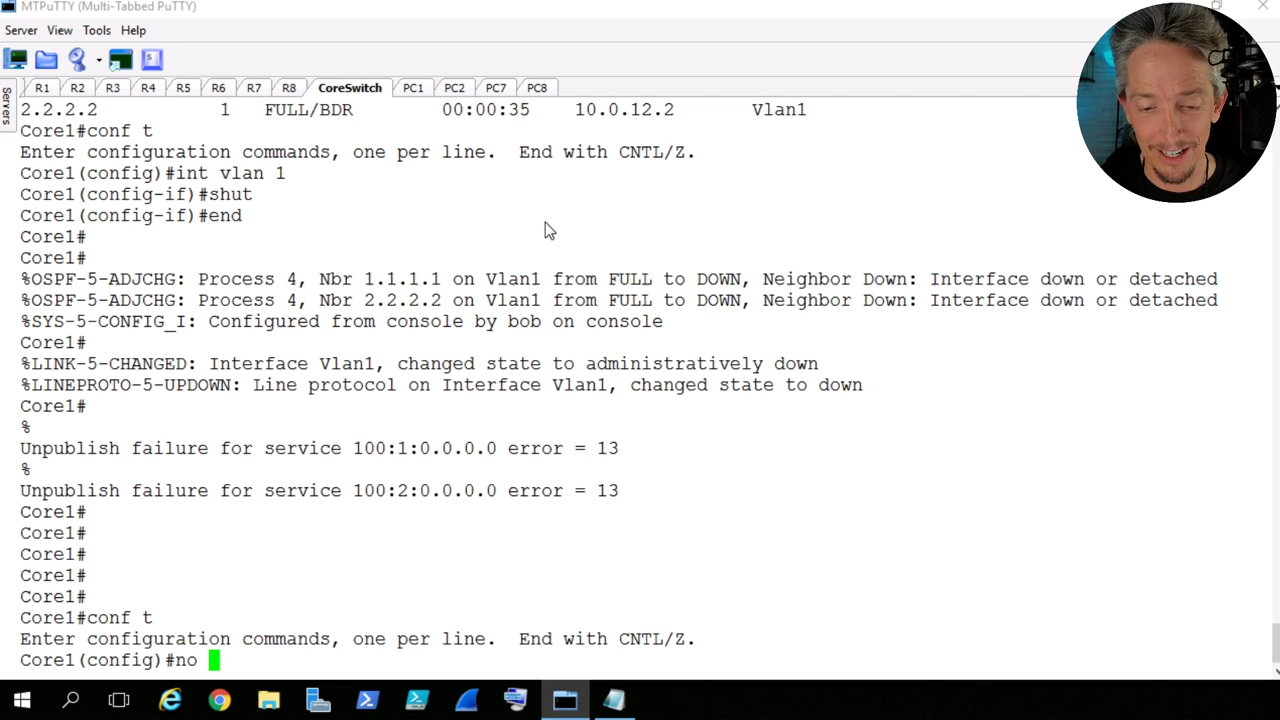 MTPuTTY (Multi-Tabbed PuTTY)
Server View Tools Help
R1 R2 R3 R4 R5 R6 R7 R8 CoreSwitch PC1 PC2 PC7 PC8
Servers
2.2.2.2 1 FULL/BDR 00:00:35 10.0.12.2 Vlan1
Core1#conf t
Enter configuration commands, one per line. End with CNTL/Z.
Core1(config)#int vlan 1
Core1(config-if)#shut
Core1(config-if)#end
Core1#
Core1#
%OSPF-5-ADJCHG: Process 4, Nbr 1.1.1.1 on Vlan1 from FULL to DOWN, Neighbor Down: Interface down or detached
%OSPF-5-ADJCHG: Process 4, Nbr 2.2.2.2 on Vlan1 from FULL to DOWN, Neighbor Down: Interface down or detached
%SYS-5-CONFIG_I: Configured from console by bob on console
Core1#
%LINK-5-CHANGED: Interface Vlan1, changed state to administratively down
%LINEPROTO-5-UPDOWN: Line protocol on Interface Vlan1, changed state to down
Core1#
%
Unpublish failure for service 100:1:0.0.0.0 error = 13
%
Unpublish failure for service 100:2:0.0.0.0 error = 13
Core1#
Core1#
Core1#
Core1#
Core1#
Core1#conf t
Enter configuration commands, one per line. End with CNTL/Z.
Core1(config)#no